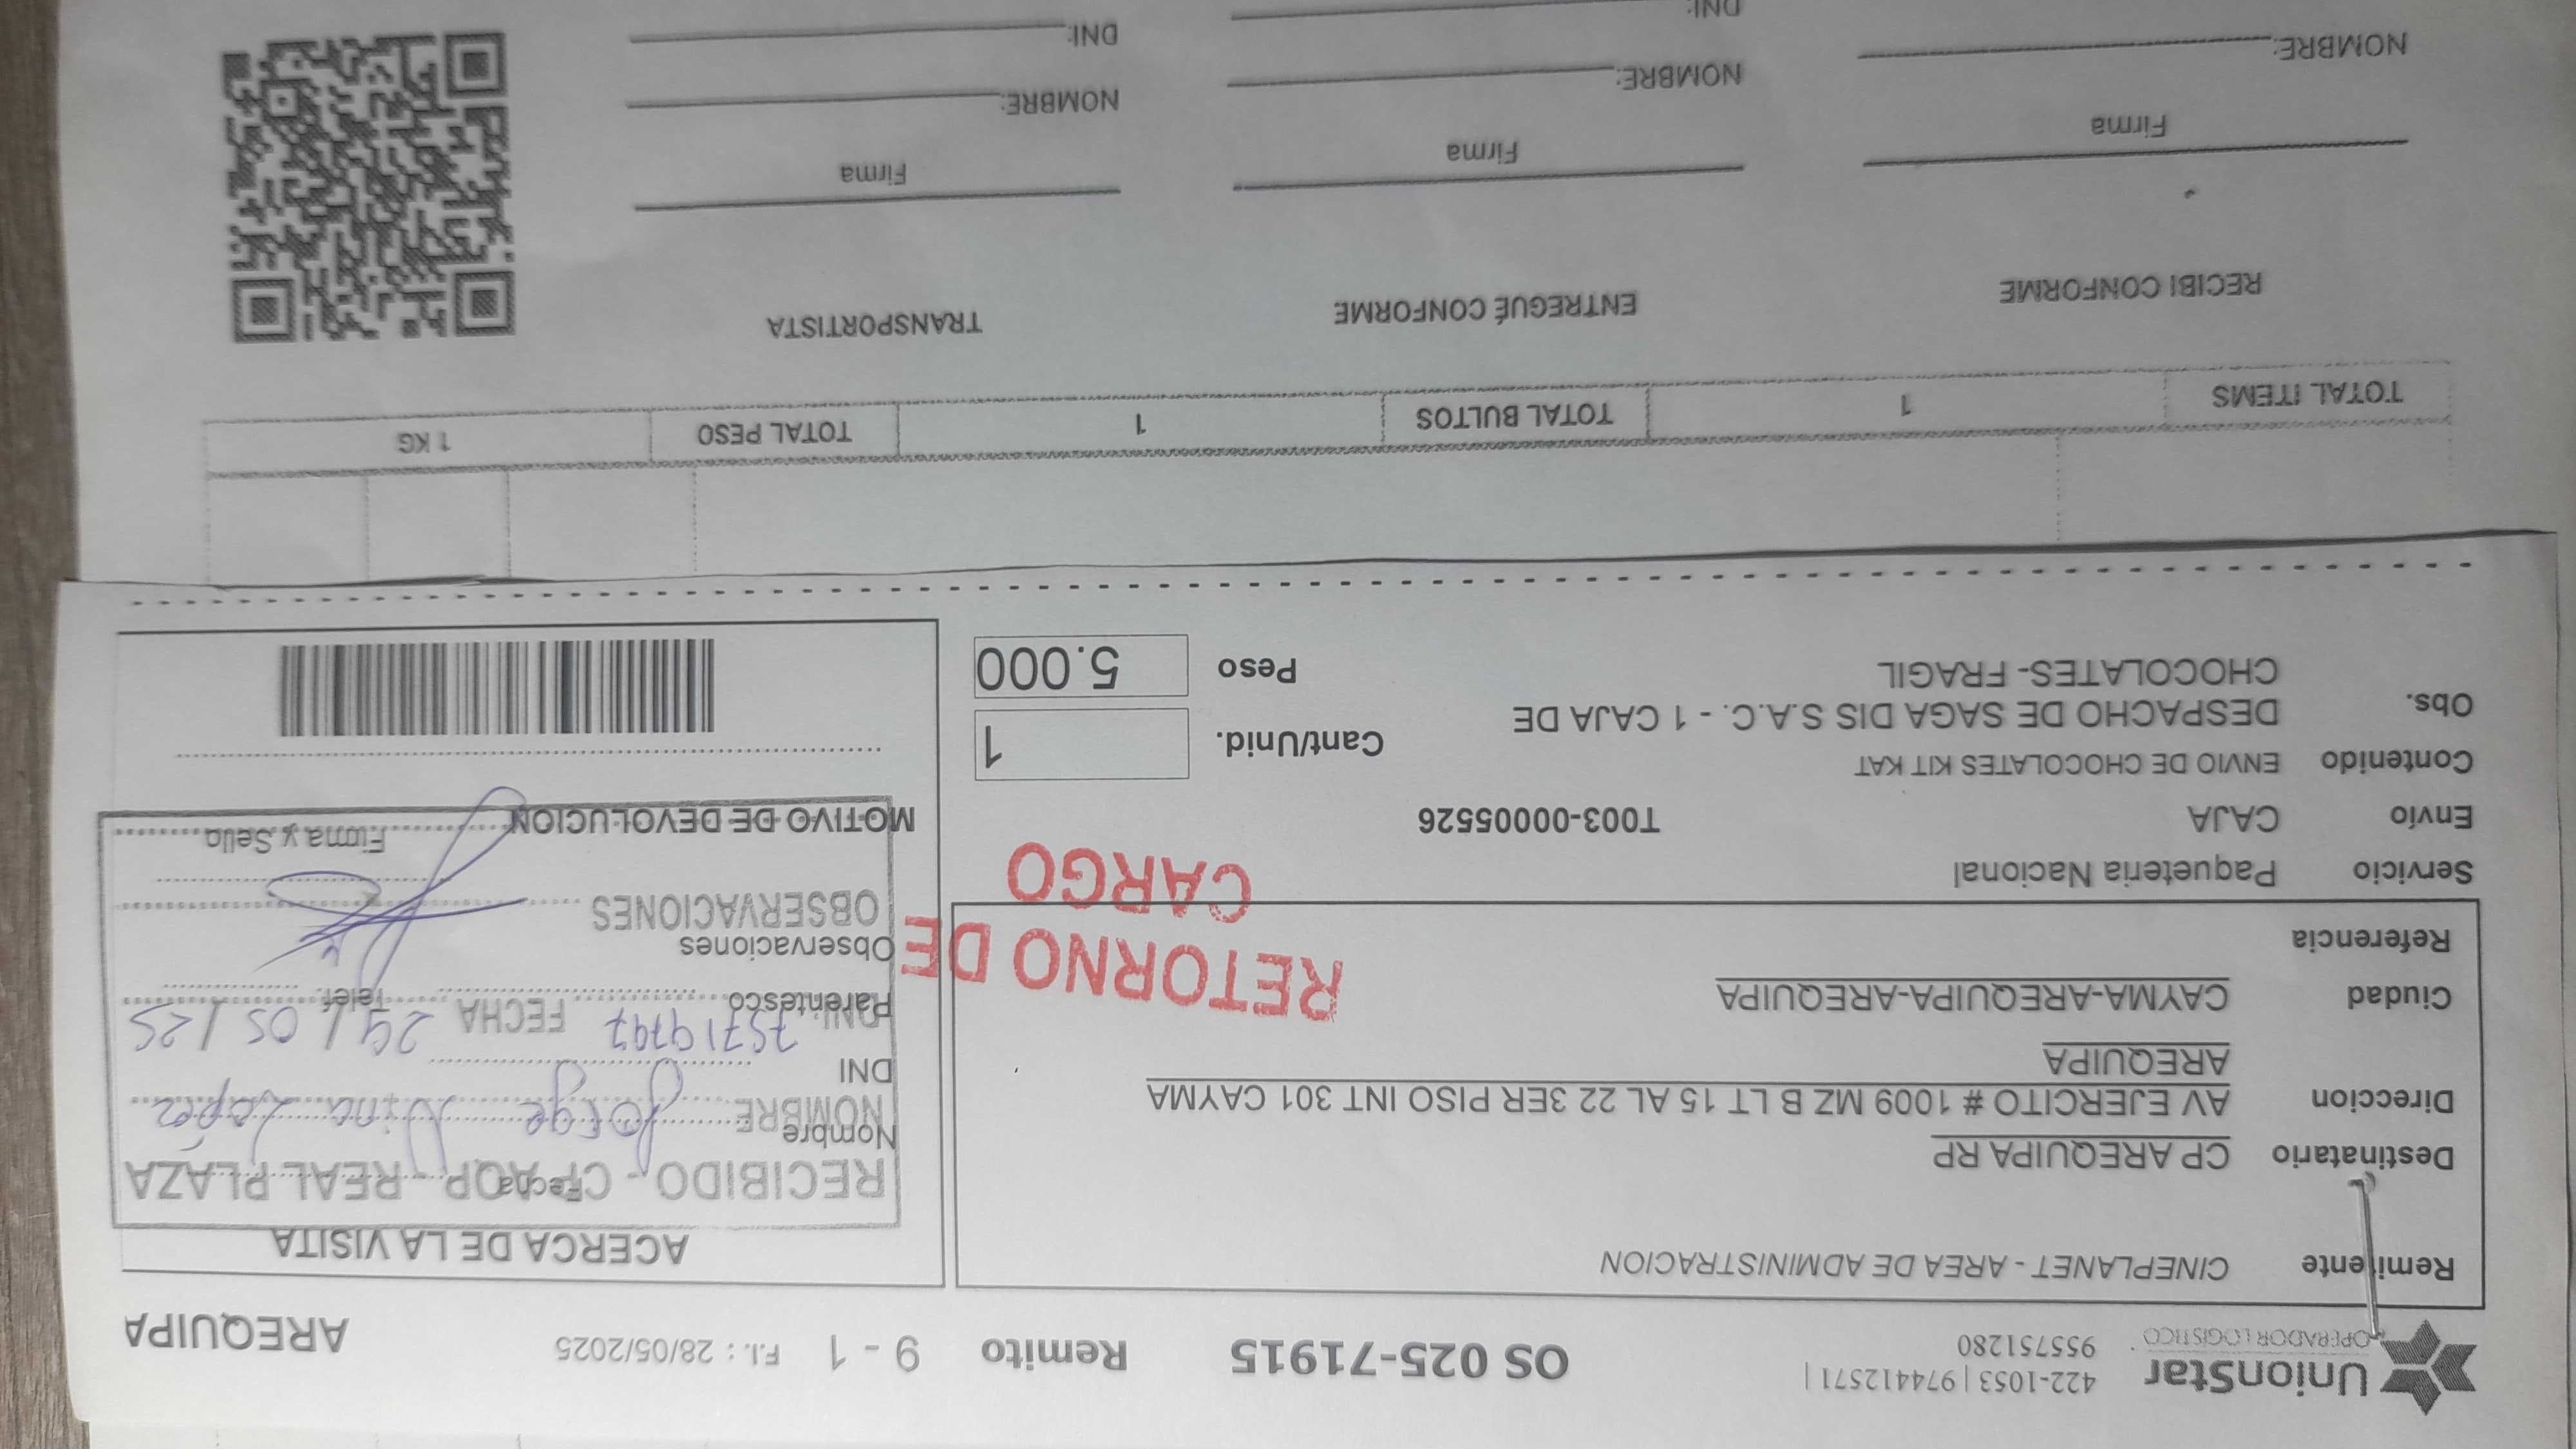 UnionStar
OPERADOR LOGÍSTICO
422-1053 | 974412571 |
955751280
OS 025-71915
Remito
9 - 1
F.I. : 28/05/2025
AREQUIPA
Remitente CINEPLANET - AREA DE ADMINISTRACION
Destinatario CP AREQUIPA RP
Direccion AV EJERCITO # 1009 MZ B LT 15 AL 22 3ER PISO INT 301 CAYMA
AREQUIPA
Ciudad CAYMA-AREQUIPA-AREQUIPA
Referencia
RETORNO DE
CARGO
Servicio Paqueteria Nacional
Envío CAJA T003-00005526
Contenido ENVIO DE CHOCOLATES KIT KAT
Obs. DESPACHO DE SAGA DIS S.A.C. - 1 CAJA DE
CHOCOLATES- FRAGIL
Cant/Unid. 1
Peso 5.000
ACERCA DE LA VISITA
Fecha
RECIBIDO - CP AQP - REAL PLAZA
Nombre
NOMBRE: Jorge Nina Lopez
DNI
DNI: 75719797 FECHA 29/05/25
Parentesco Telef.
Observaciones
OBSERVACIONES
Firma y Sello
MOTIVO DE DEVOLUCION
TOTAL ITEMS 1 TOTAL BULTOS 1 TOTAL PESO 1 KG
RECIBI CONFORME ENTREGUÉ CONFORME TRANSPORTISTA
Firma Firma Firma
NOMBRE: NOMBRE: NOMBRE:
DNI: DNI: